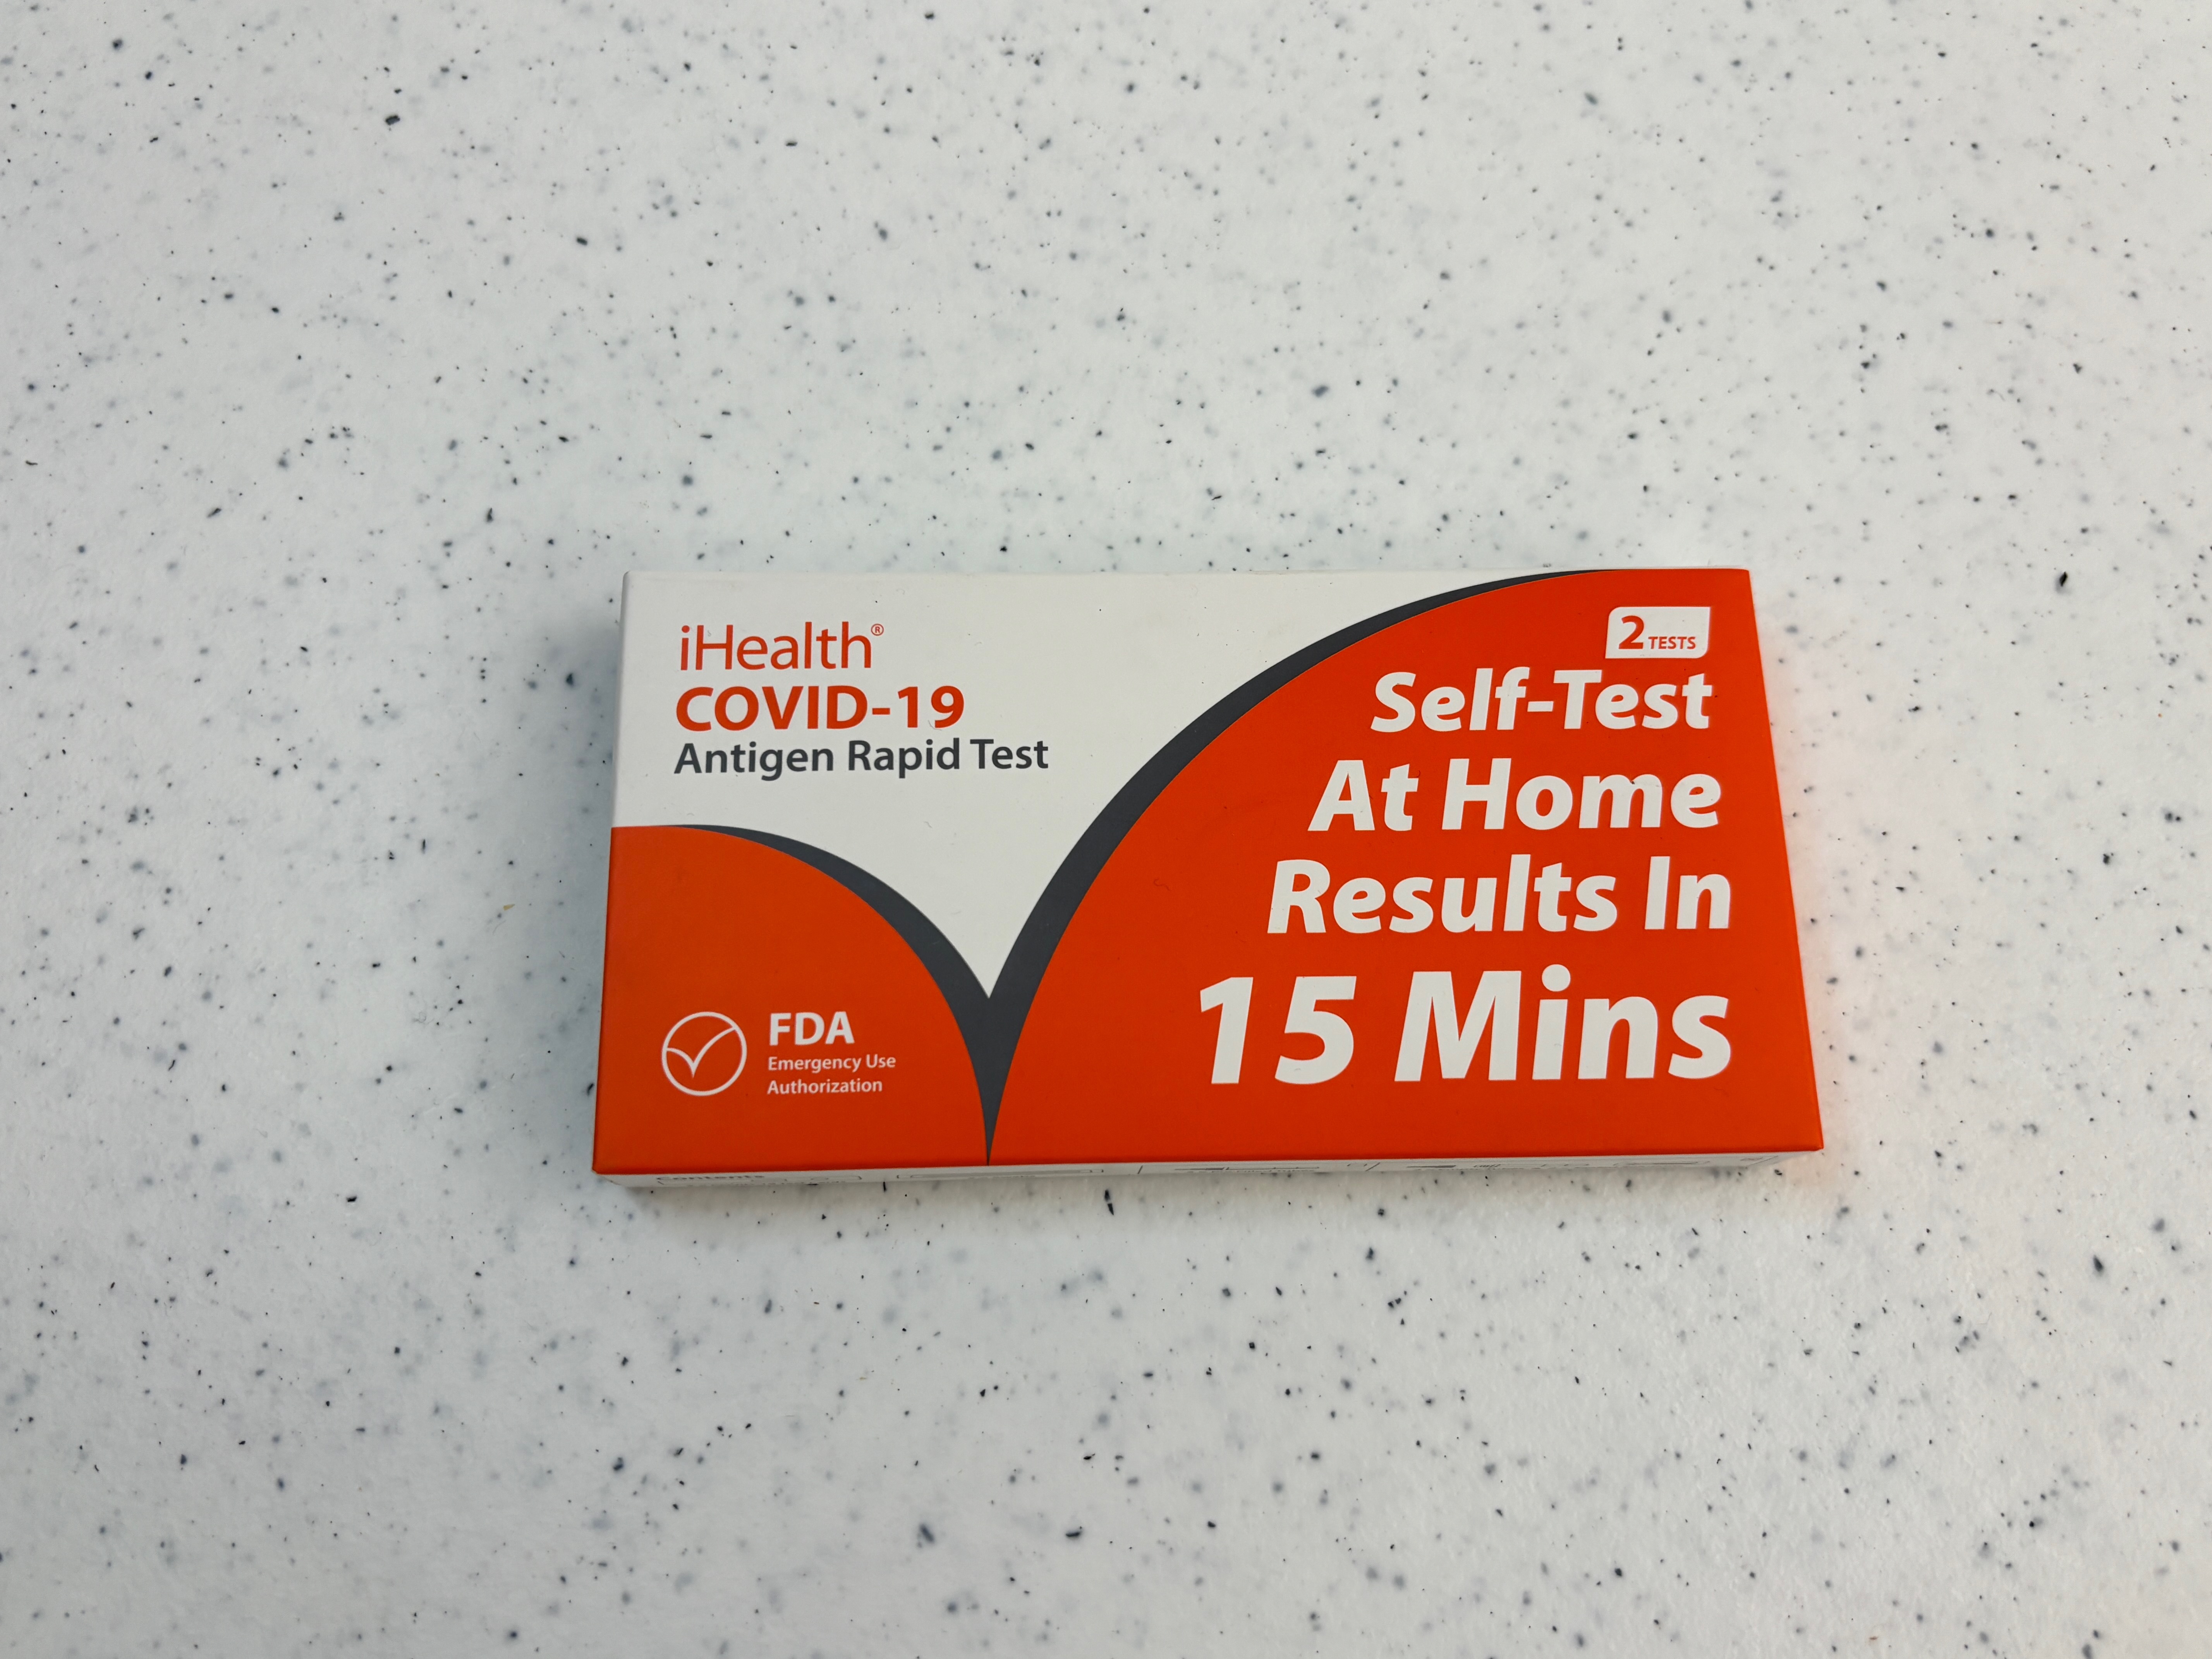 iHealth®
COVID-19
Antigen Rapid Test
FDA
Emergency Use
Authorization
2 TESTS
Self-Test
At Home
Results In
15 Mins
Contents